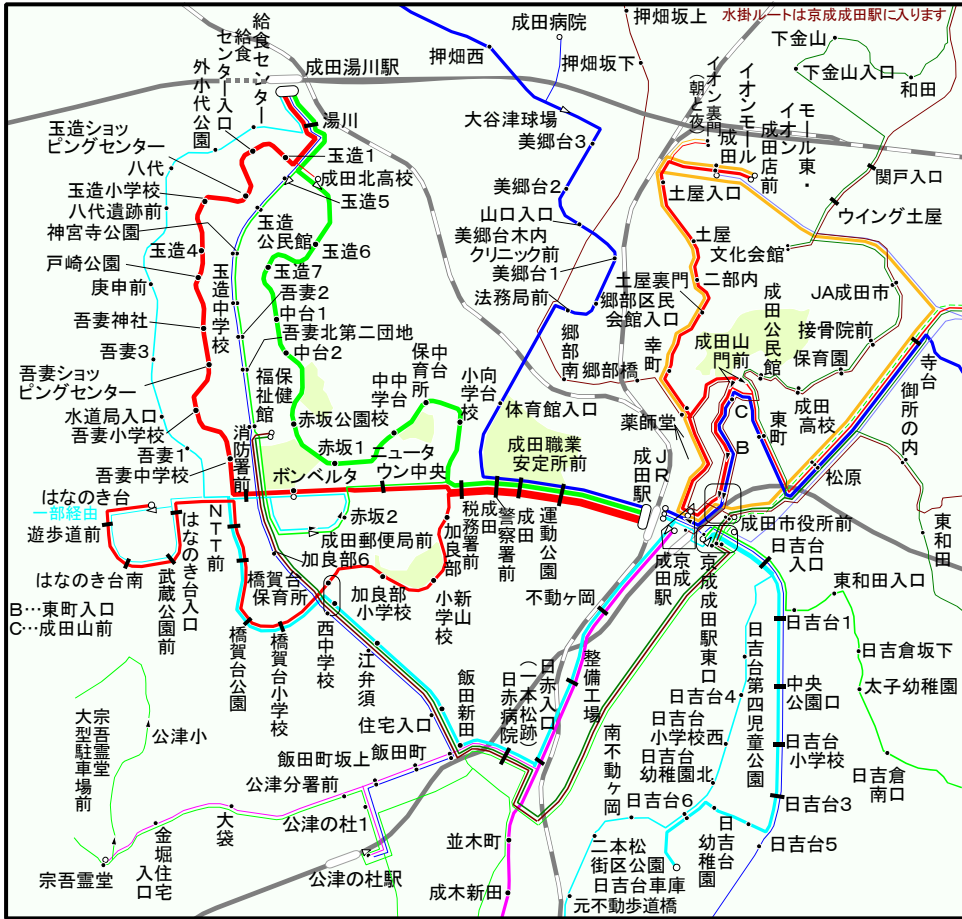 水掛ルートは京成成田駅に入ります
給食センター
給食
センター入口
外小代公園
成田湯川駅
湯川
玉造1
成田北高校
玉造5
玉造ショッ
ピングセンター
八代
玉造小学校
八代遺跡前
神宮寺公園
玉造4
戸崎公園
庚申前
吾妻神社
吾妻3
吾妻ショッ
ピングセンター
水道局入口
吾妻小学校
吾妻1
吾妻中学校
玉造
公民館
玉造6
玉造7
玉造中学校
吾妻2
中台1
吾妻北第二団地
中台2
保健
福祉館
消防署前
赤坂公園
赤坂1
中台
中学校
中台
保育所
向台
小学校
ボンベルタ
ニュータ
ウン中央
赤坂2
成田郵便局前
加良部6
はなのき台
一部経由
遊歩道前
はなのき台南
武蔵公園前
はなのき台入口
NTT前
橋賀台公園
橋賀台小学校
橋賀台
保育所
西中学校
加良部
小学校
新山
小学校
加良部
税務署前
成田
警察署前
成田
運動公園
成田職業
安定所前
体育館入口
JR
成田駅
京成
成田駅
京成成田駅東口
成田市役所前
B…東町入口
C…成田山前
江弁須
住宅入口
飯田新田
飯田町
飯田町坂上
公津分署前
公津の杜1
公津の杜駅
公津小
宗吾霊堂
大型駐車場前
宗吾霊堂
金堀住宅
入口
大袋
日赤病院
日赤入口
(一本松跡)
整備工場
不動ヶ岡
並木町
成木新田
南不動ヶ岡
成田病院
押畑西
押畑坂上
押畑坂下
大谷津球場
美郷台3
美郷台2
山口入口
美郷台木内
クリニック前
美郷台1
法務局前
郷部南
郷部橋
土屋裏門
郷部区民
会館入口
幸町
薬師堂
イオン裏門
(朝と夜)
イオンモール
成田
イオン
モール東・
成田店前
土屋入口
土屋
二部内
文化会館
下金山
下金山入口
和田
関戸入口
ウイング土屋
JA成田市
接骨院前
保育園
成田
高校
成田公民館
成田山
門前
C
B
東町
松原
寺台
御所の内
東和田
日吉台
入口
東和田入口
日吉台1
日吉倉坂下
太子幼稚園
日吉倉
南口
中央
公園口
日吉台
小学校
日吉台3
日吉台5
日吉台第四児童公園
日吉台4
日吉台
小学校西
日吉台
幼稚園北
日吉台6
日吉台
幼稚園
二本松
街区公園
日吉台車庫
元不動歩道橋